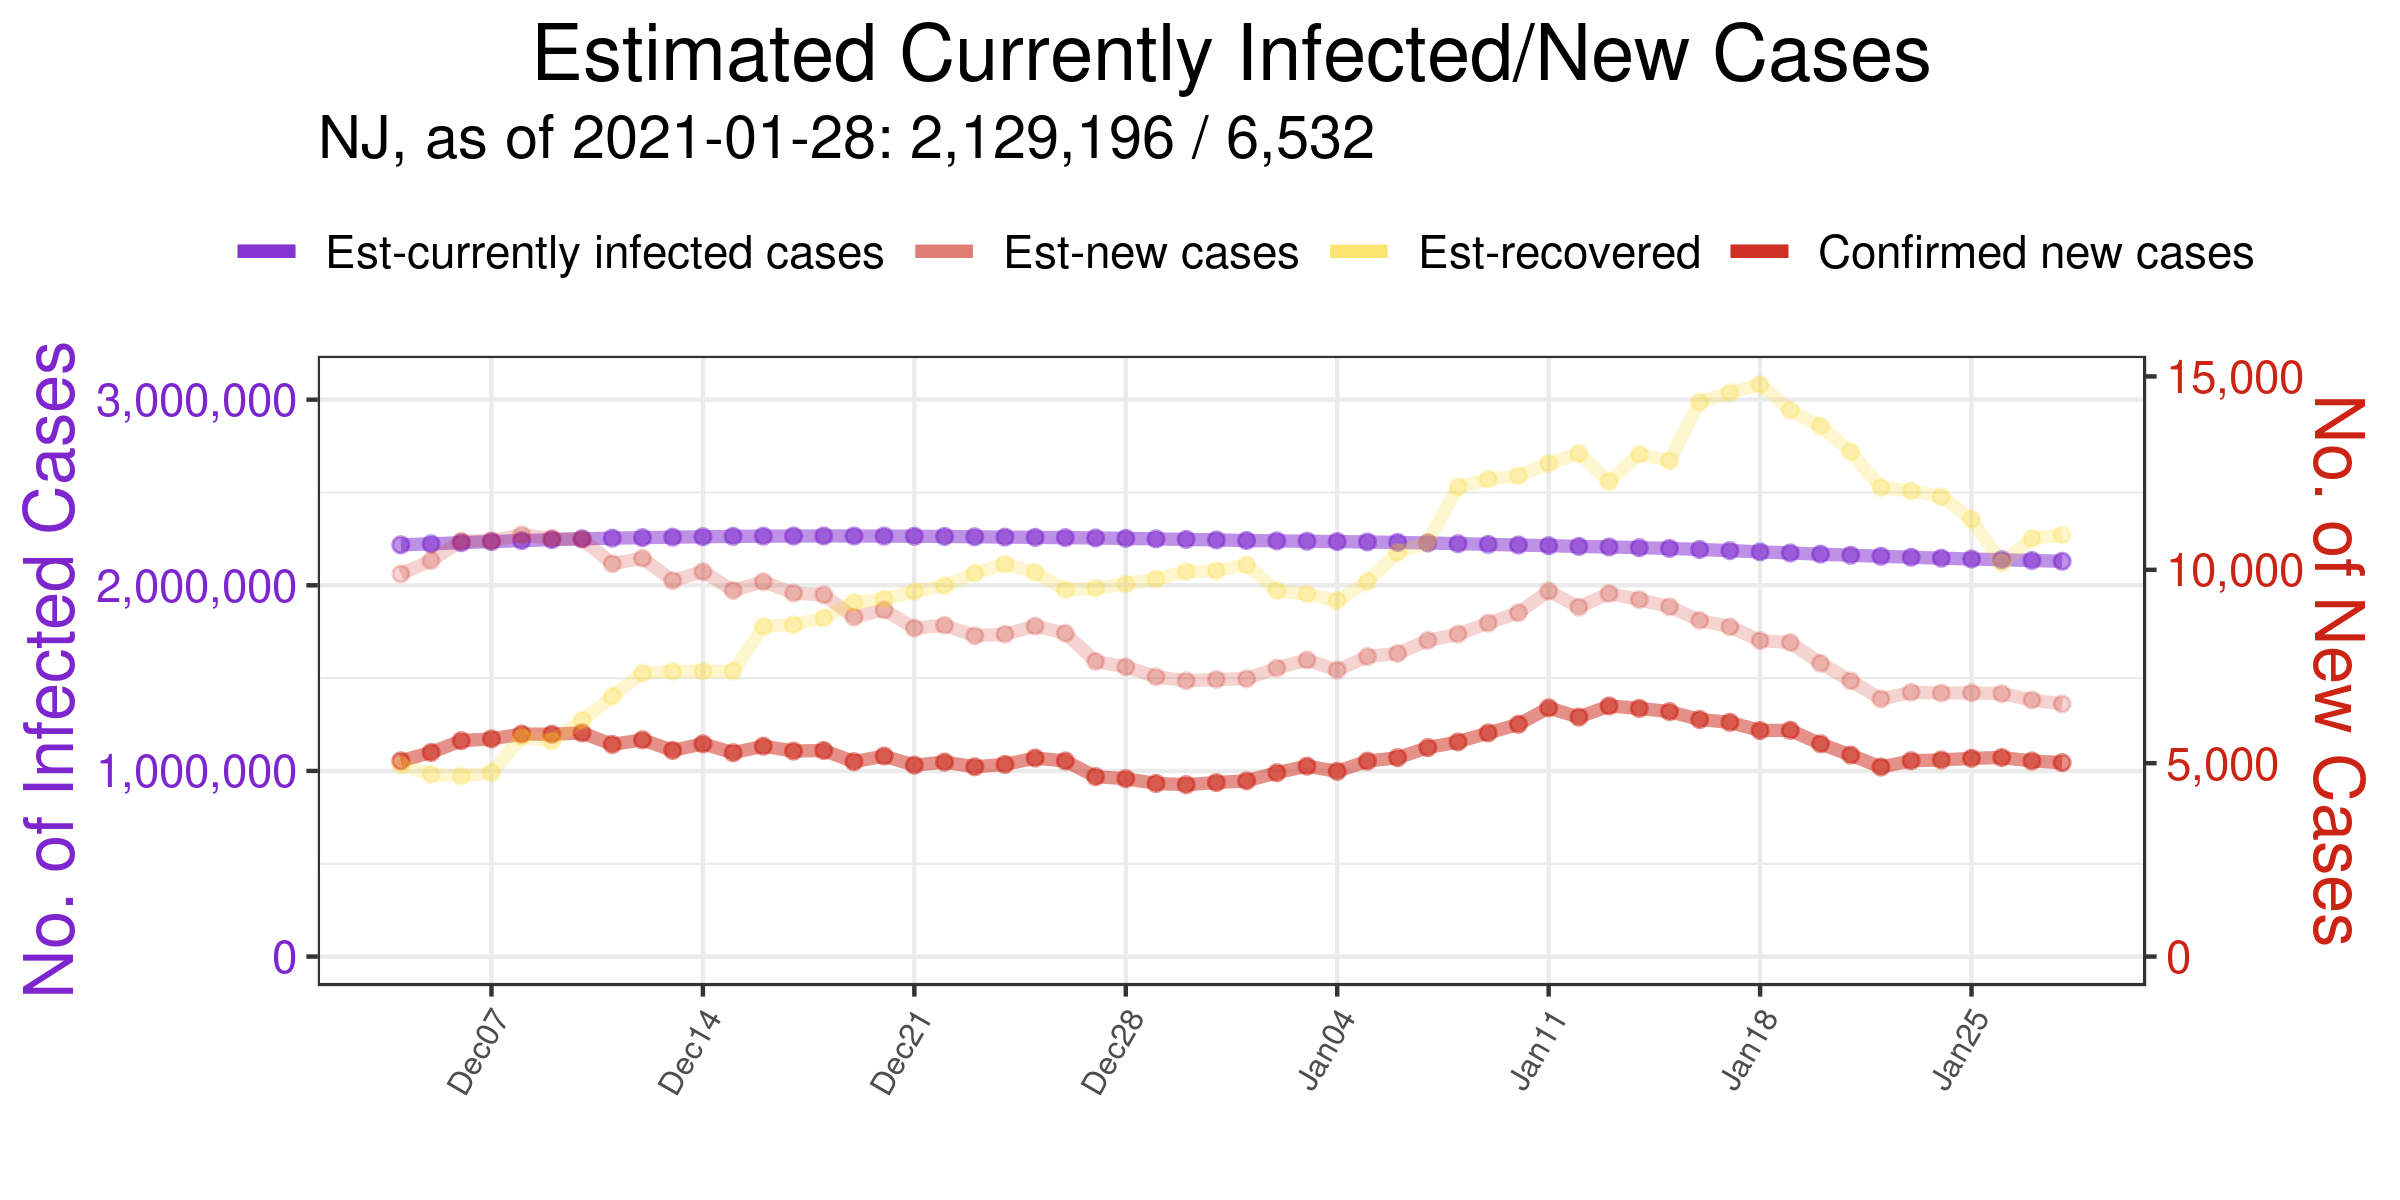 Estimated Currently Infected/New Cases
NJ, as of 2021-01-28: 2,129,196 / 6,532
Est-currently infected cases
Est-new cases
Est-recovered
Confirmed new cases
No. of Infected Cases
3,000,000
2,000,000
1,000,000
0
15,000
10,000
5,000
0
No. of New Cases
Dec07
Dec14
Dec21
Dec28
Jan04
Jan11
Jan18
Jan25